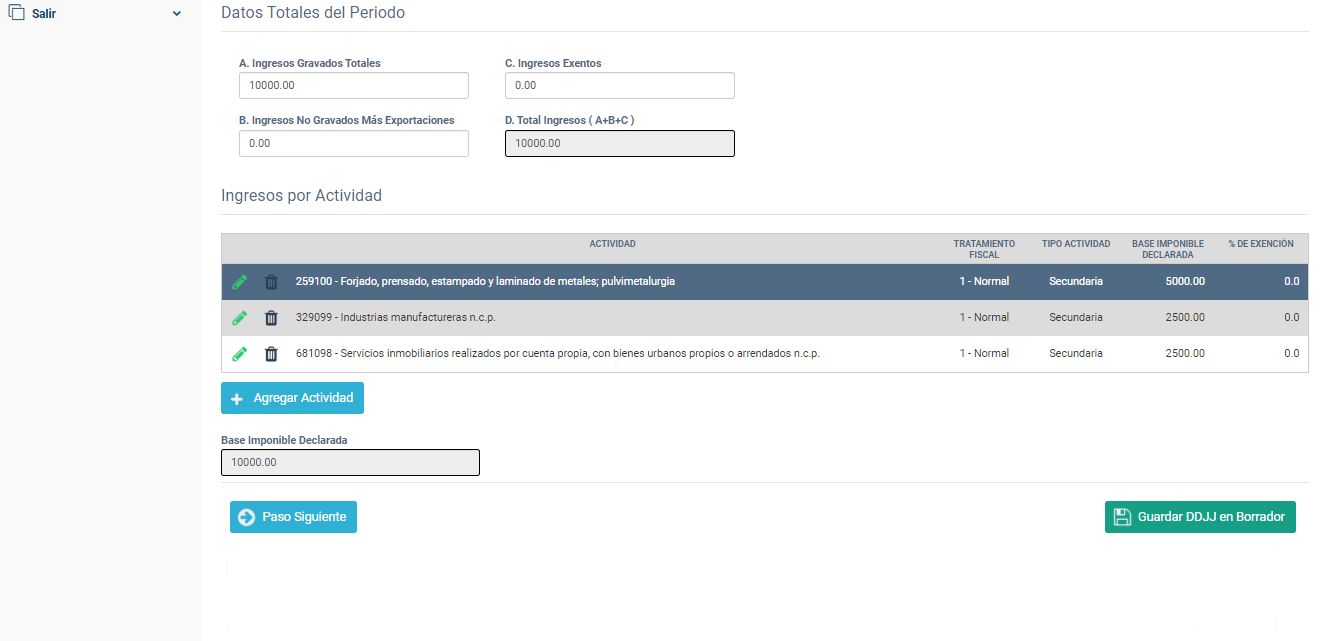 Salir
Datos Totales del Periodo
A. Ingresos Gravados Totales
C. Ingresos Exentos
10000.00
0.00
B. Ingresos No Gravados Más Exportaciones
D. Total Ingresos ( A+B+C )
0.00
10000.00
Ingresos por Actividad
ACTIVIDAD
TRATAMIENTO FISCAL
TIPO ACTIVIDAD
BASE IMPONIBLE DECLARADA
% DE EXENCIÓN
259100 - Forjado, prensado, estampado y laminado de metales; pulvimetalurgia 1 - Normal Secundaria 5000.00 0.0
329099 - Industrias manufactureras n.c.p. 1 - Normal Secundaria 2500.00 0.0
681098 - Servicios inmobiliarios realizados por cuenta propia, con bienes urbanos propios o arrendados n.c.p. 1 - Normal Secundaria 2500.00 0.0
Agregar Actividad
Base Imponible Declarada
10000.00
Paso Siguiente
Guardar DDJJ en Borrador